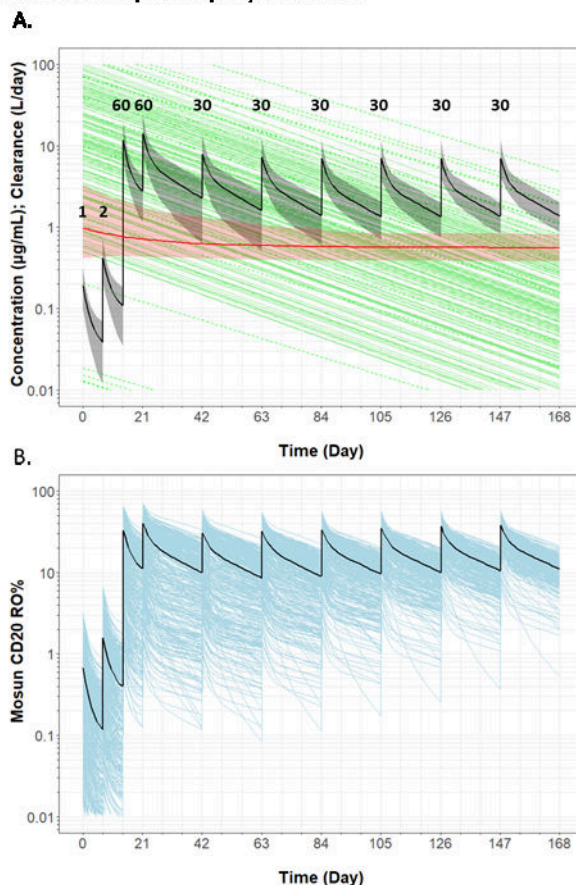 A.
Concentration (µg/mL); Clearance (L/day)
100
10
1
0.1
0.01
1 2 60 60 30 30 30 30 30 30
0 21 42 63 84 105 126 147 168
Time (Day)
B.
Mosun CD20 RO%
100
10
1
0.1
0.01
0 21 42 63 84 105 126 147 168
Time (Day)